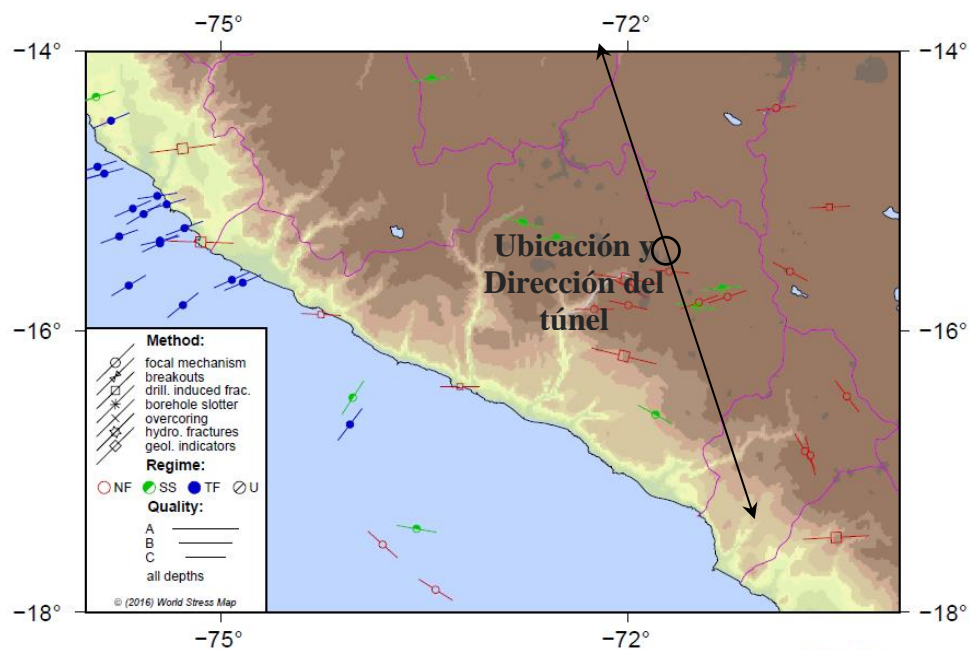 −75°
−72°
−14°
−14°
Ubicación y
Dirección del
túnel
−16°
−16°
Method:
focal mechanism
breakouts
drill. induced frac.
borehole slotter
overcoring
hydro. fractures
geol. indicators
Regime:
NF SS TF U
Quality:
A
B
C
all depths
© (2016) World Stress Map
−18°
−18°
−75°
−72°